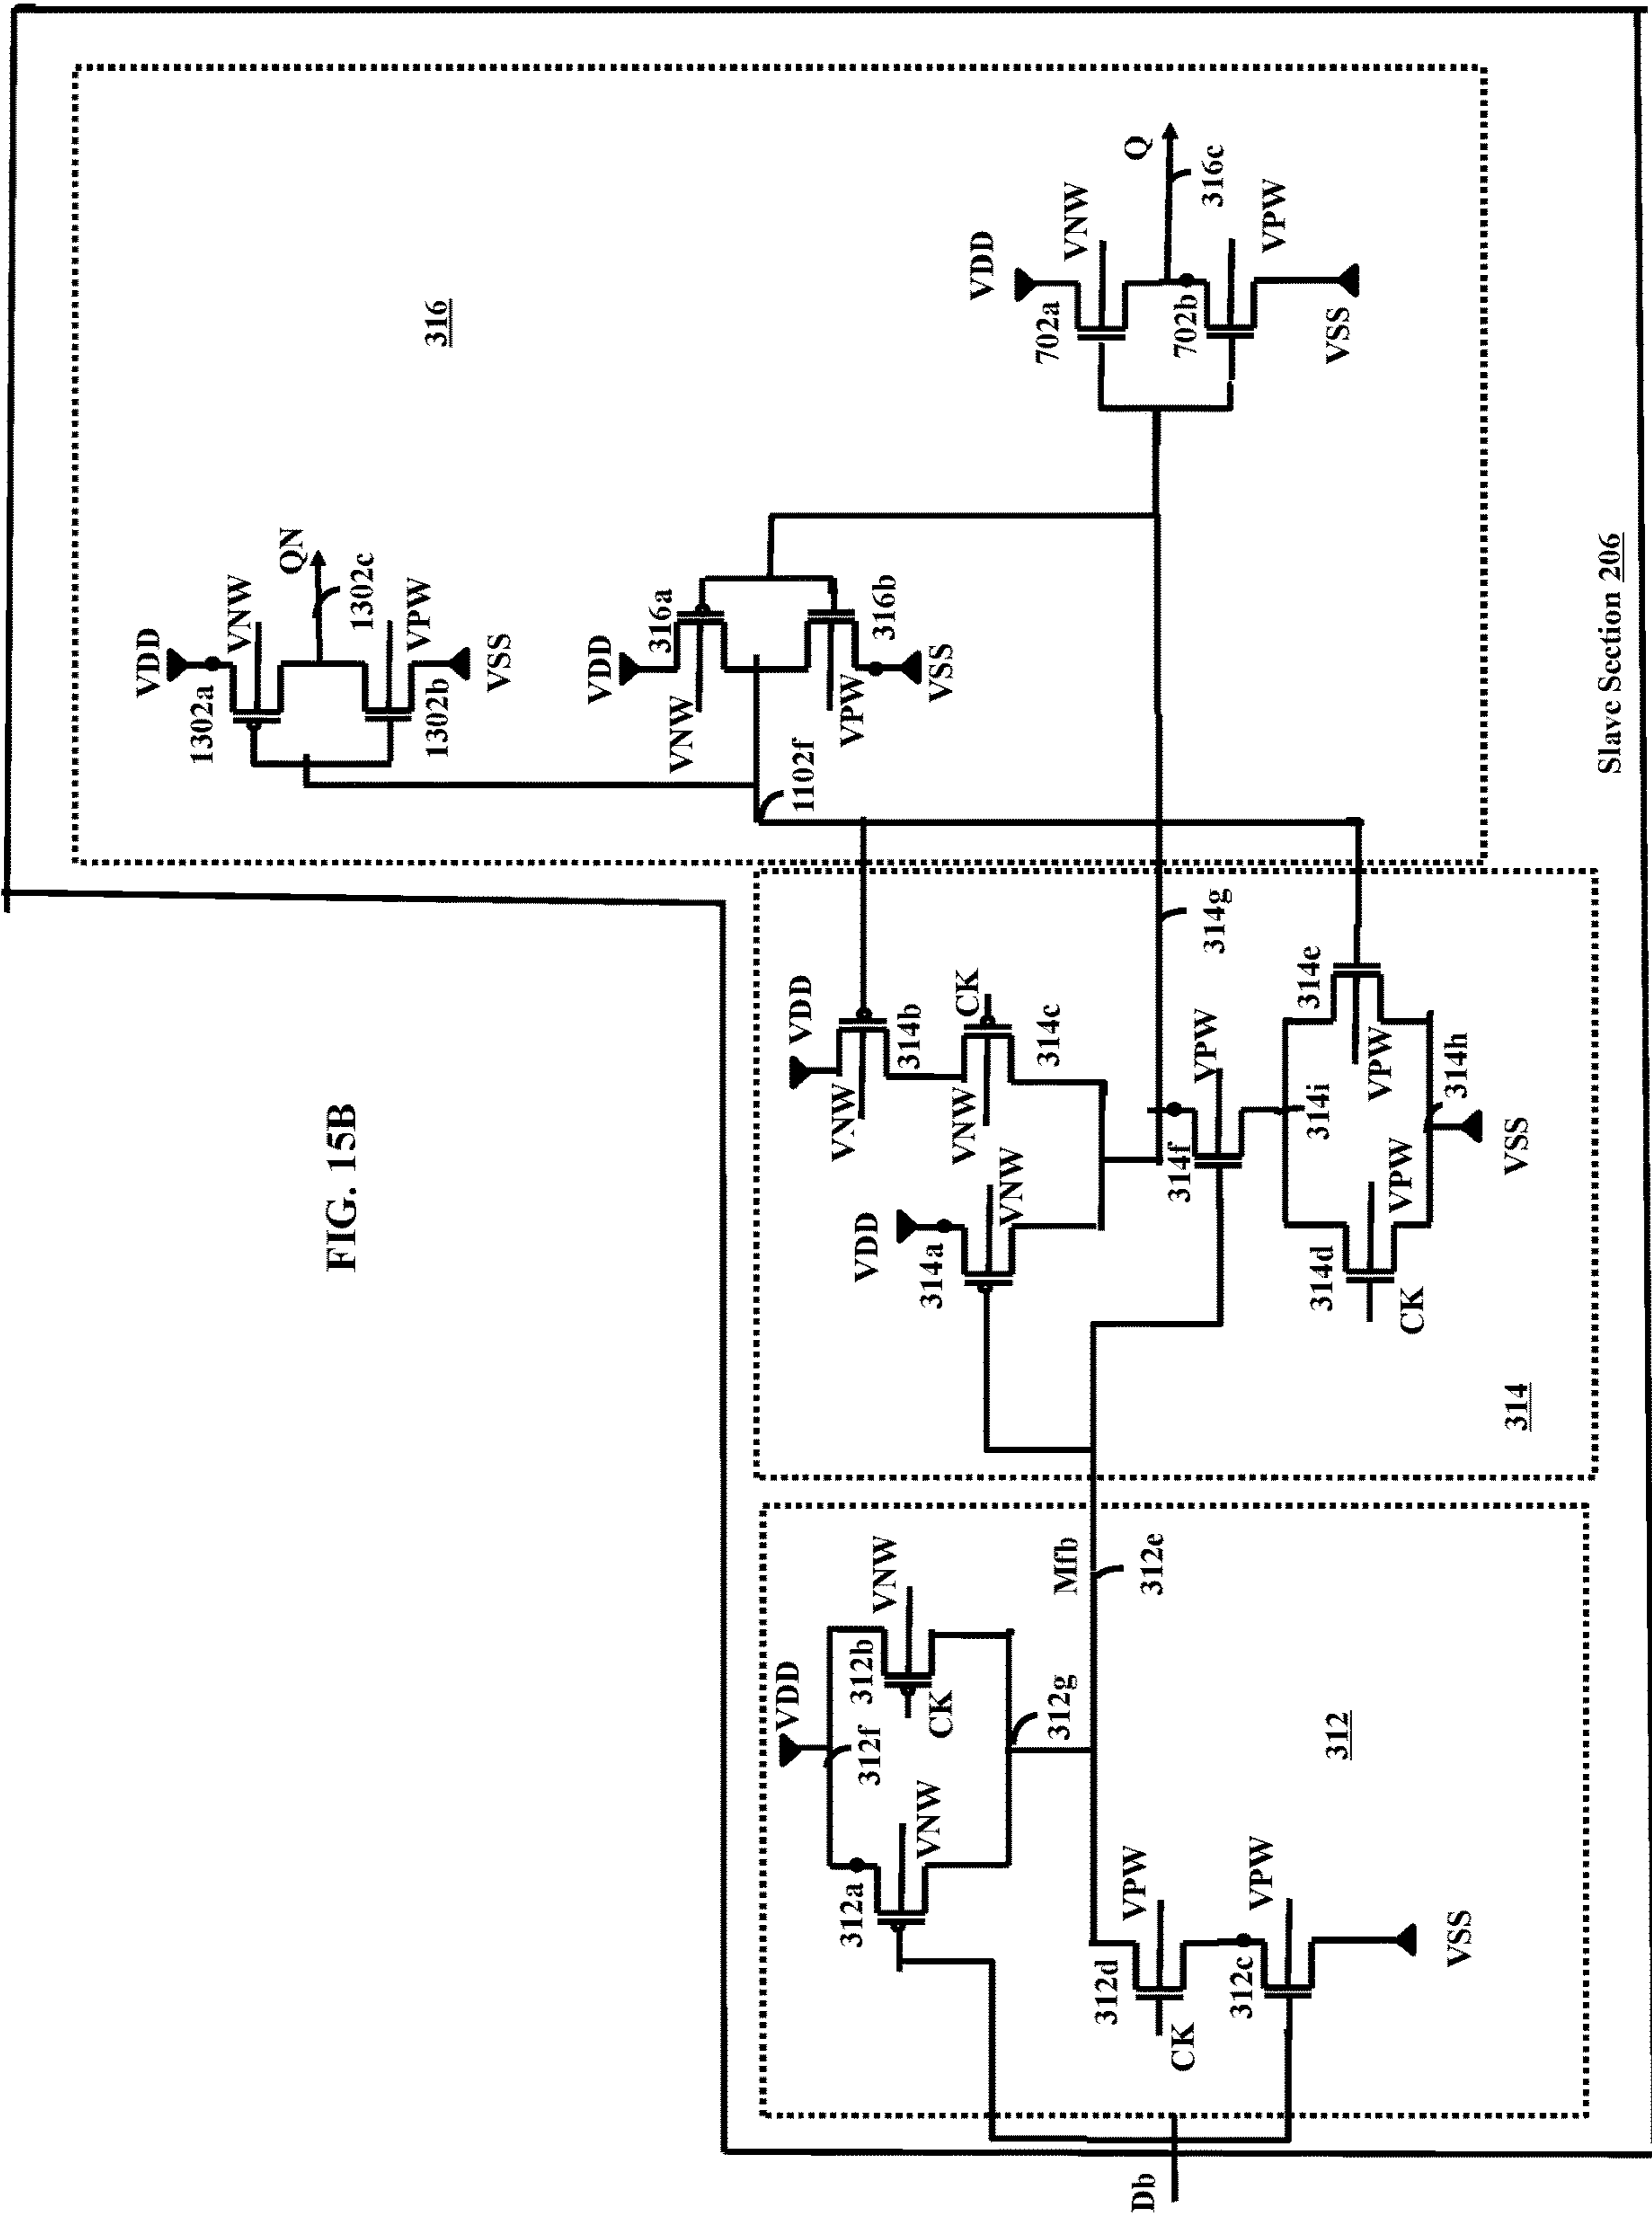 FIG. 15B
Slave Section 206
316
VDD
VNW
QN
1302a
1302c
VPW
1302b
VSS
VDD
316a
VNW
VPW
316b
VSS
1102f
VDD
VNW
702a
Q
316c
702b
VPW
VSS
VDD
314b
VNW
CK
VNW
314c
VDD
314a
VNW
314g
314f
VPW
314i
314e
VPW
314d
VPW
CK
314h
VSS
314
VDD
312f
312b
VNW
CK
312a
VNW
312g
Mfb
312e
312
312d
VPW
CK
312c
VPW
VSS
Db